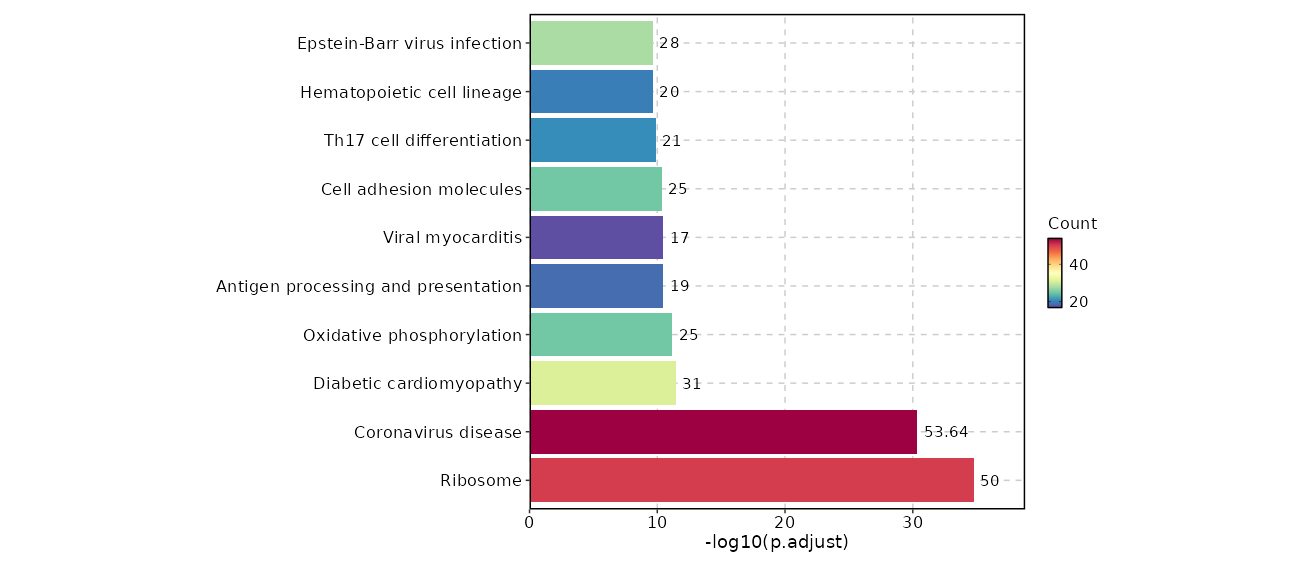 Epstein-Barr virus infection 28
Hematopoietic cell lineage 20
Th17 cell differentiation 21
Cell adhesion molecules 25
Viral myocarditis 17
Antigen processing and presentation 19
Oxidative phosphorylation 25
Diabetic cardiomyopathy 31
Coronavirus disease 53.64
Ribosome 50
0 10 20 30
-log10(p.adjust)
Count
40
20